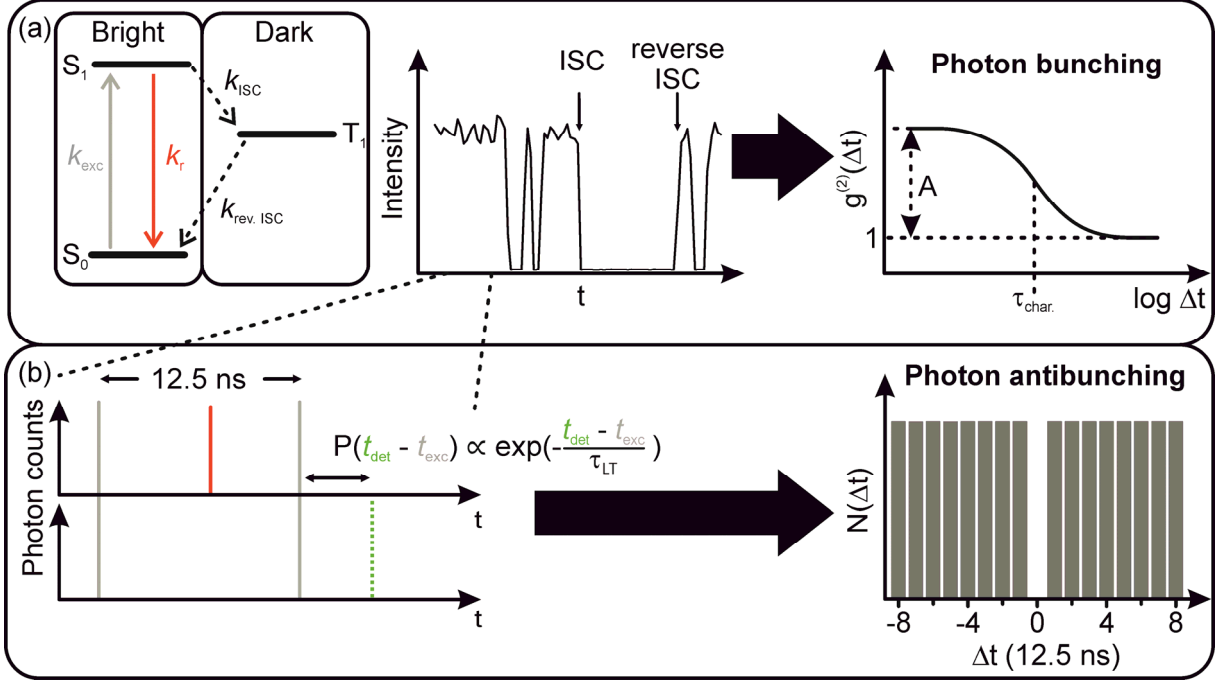 (a)
Bright
Dark
S1
kISC
T1
kexc
kr
krev. ISC
S0
Intensity
t
ISC
reverse
ISC
Photon bunching
g(2)(Δt)
A
1
τchar.
log Δt
(b)
Photon counts
12.5 ns
P(tdet - texc) ∝ exp(-tdet - texc/τLT)
t
t
Photon antibunching
N(Δt)
-8 -4 0 4 8
Δt (12.5 ns)